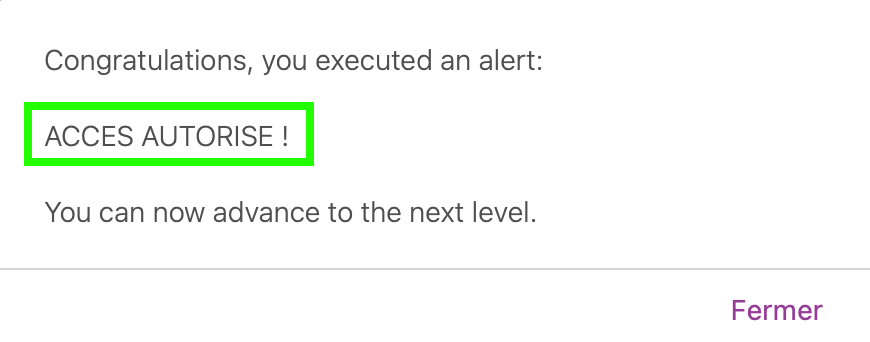 Congratulations, you executed an alert:
ACCES AUTORISE !
You can now advance to the next level.
Fermer